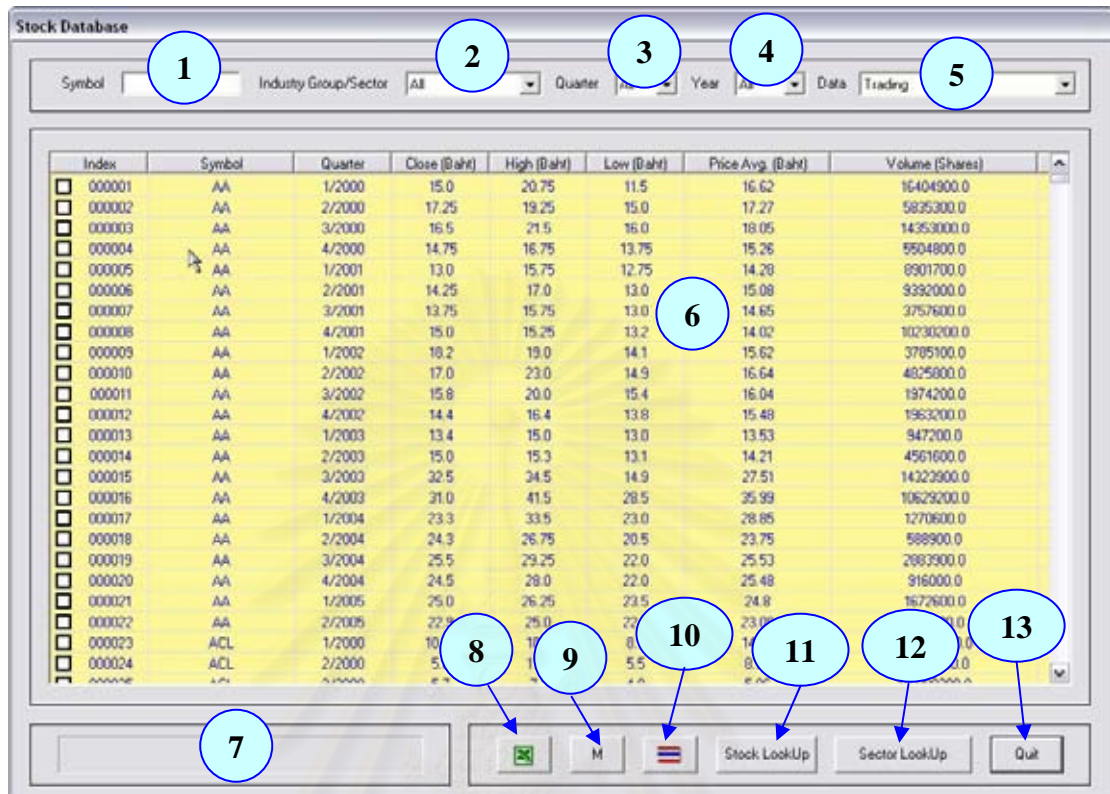 Stock Database
1 2 3 4 5
Symbol Industry Group/Sector All Quarter All Year All Data Trading
Index Symbol Quarter Close (Baht) High (Baht) Low (Baht) Price Avg. (Baht) Volume (Shares)
000001 AA 1/2000 15.0 20.75 11.5 16.62 16404900.0
000002 AA 2/2000 17.25 19.25 15.0 17.27 5835300.0
000003 AA 3/2000 16.5 21.5 16.0 18.05 14353000.0
000004 AA 4/2000 14.75 16.75 13.75 15.26 5504800.0
000005 AA 1/2001 13.0 15.75 12.75 14.28 8901700.0
000006 AA 2/2001 14.25 17.0 13.0 15.08 9392000.0
000007 AA 3/2001 13.75 15.75 13.0 14.65 3757600.0
6
000008 AA 4/2001 15.0 15.25 13.2 14.02 10230200.0
000009 AA 1/2002 18.2 19.0 14.1 15.62 3785100.0
000010 AA 2/2002 17.0 23.0 14.9 16.64 4825800.0
000011 AA 3/2002 15.8 20.0 15.4 16.04 1974200.0
000012 AA 4/2002 14.4 16.4 13.8 15.48 1963200.0
000013 AA 1/2003 13.4 15.0 13.0 13.53 947200.0
000014 AA 2/2003 15.0 15.3 13.1 14.21 4561600.0
000015 AA 3/2003 32.5 34.5 14.9 27.51 14323900.0
000016 AA 4/2003 31.0 41.5 28.5 35.99 10629200.0
000017 AA 1/2004 23.3 33.5 23.0 28.85 1270600.0
000018 AA 2/2004 24.3 26.75 20.5 23.75 588900.0
000019 AA 3/2004 25.5 29.25 22.0 25.53 2883900.0
000020 AA 4/2004 24.5 28.0 22.0 25.48 916000.0
000021 AA 1/2005 25.0 26.25 23.5 24.8 1672600.0
000022 AA 2/2005 22.9 25.0
000023 ACL 1/2000
000024 ACL 2/2000 5.5
8 9 10 11 12 13
7
M Stock LookUp Sector LookUp Quit